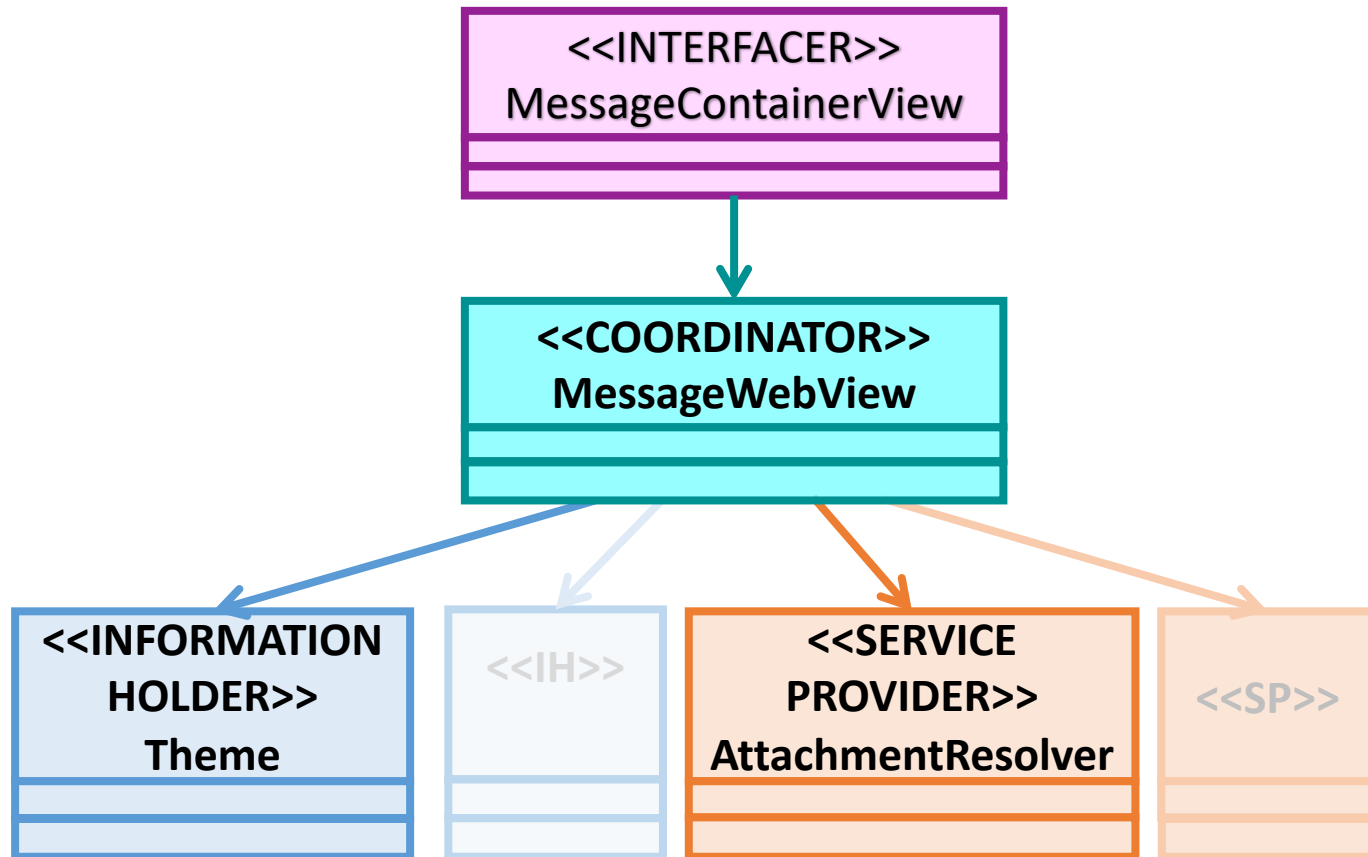 <<INTERFACER>>
MessageContainerView
<<COORDINATOR>>
MessageWebView
<<INFORMATION
HOLDER>>
Theme
<<IH>>
<<SERVICE
PROVIDER>>
AttachmentResolver
<<SP>>